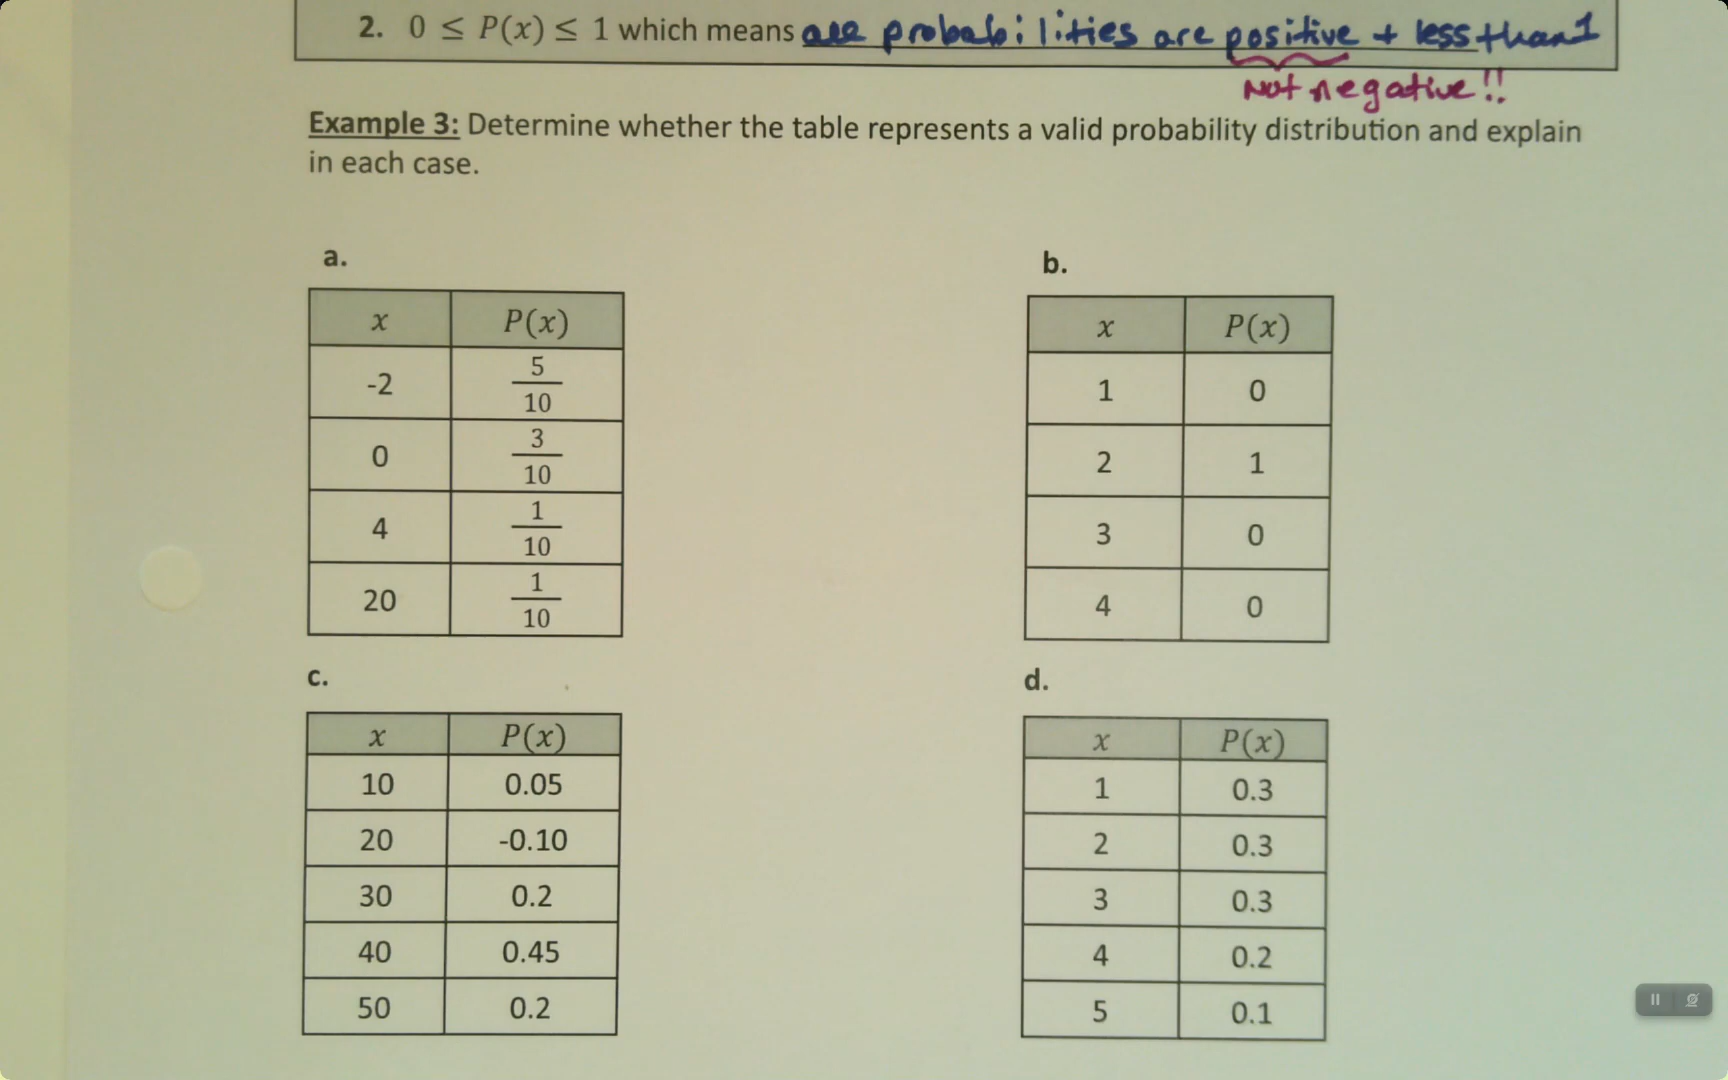 2. 0 ≤ P(x) ≤ 1 which means all probabilities are positive + less than 1
Not negative!!
Example 3: Determine whether the table represents a valid probability distribution and explain
in each case.
a.
x P(x)
-2 5/10
0 3/10
4 1/10
20 1/10
b.
x P(x)
1 0
2 1
3 0
4 0
c.
x P(x)
10 0.05
20 -0.10
30 0.2
40 0.45
50 0.2
d.
x P(x)
1 0.3
2 0.3
3 0.3
4 0.2
5 0.1